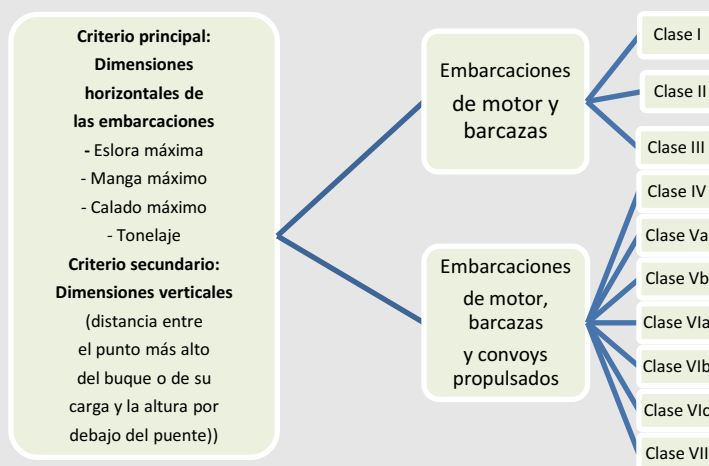 Criterio principal:
Dimensiones
horizontales de
las embarcaciones
- Eslora máxima
- Manga máximo
- Calado máximo
- Tonelaje
Criterio secundario:
Dimensiones verticales
(distancia entre
el punto más alto
del buque o de su
carga y la altura por
debajo del puente))
Embarcaciones
de motor y
barcazas
Embarcaciones
de motor,
barcazas
y convoys
propulsados
Clase I
Clase II
Clase III
Clase IV
Clase Va
Clase Vb
Clase VIa
Clase VIb
Clase VIc
Clase VII